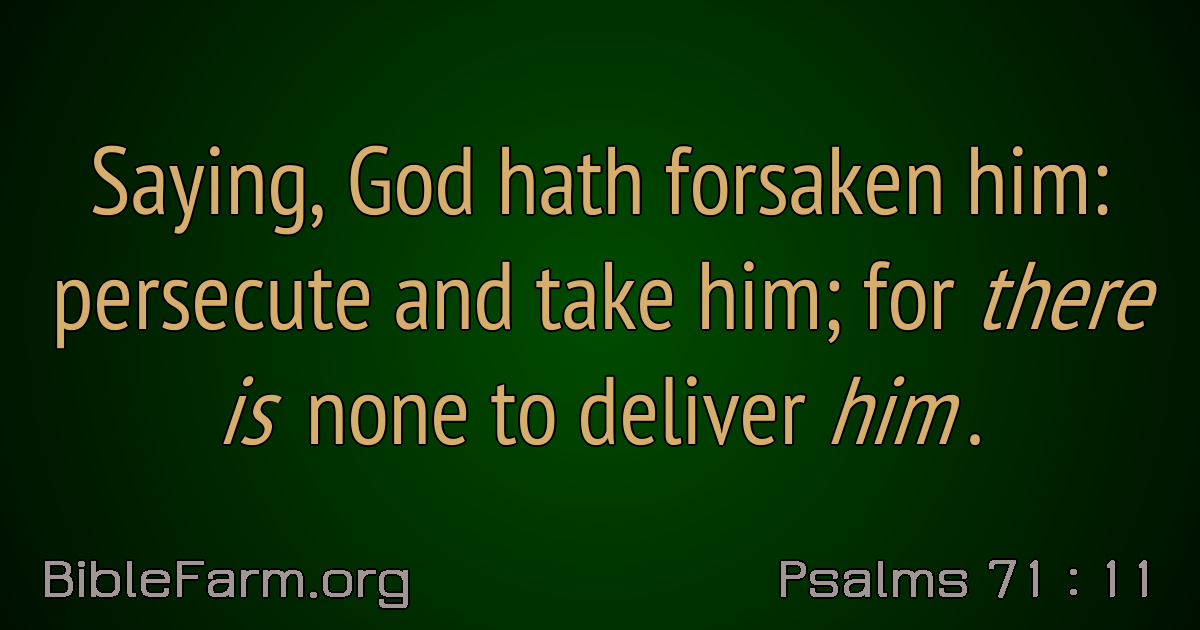 Saying, God hath forsaken him:
persecute and take him; for there
is none to deliver him.
BibleFarm.org
Psalms 71 : 11